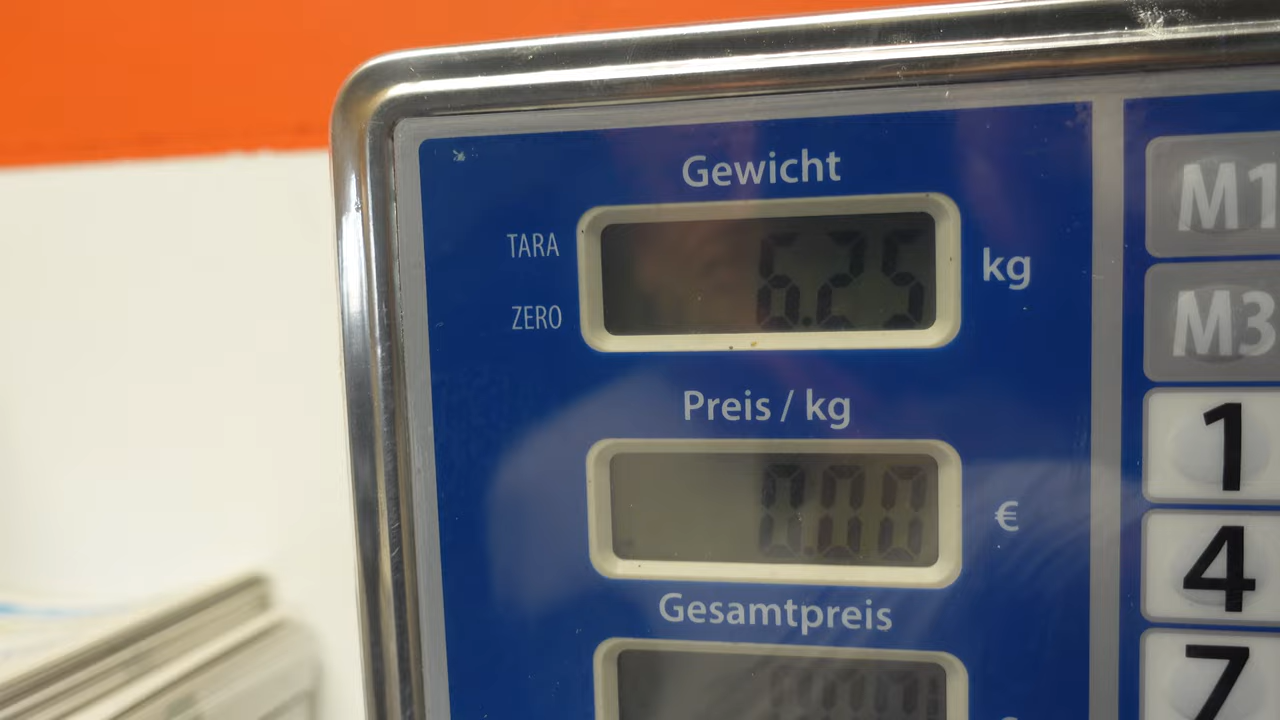 Gewicht
TARA
ZERO
6.25
kg
Preis / kg
0.00
€
Gesamtpreis
M1
M3
1
4
7